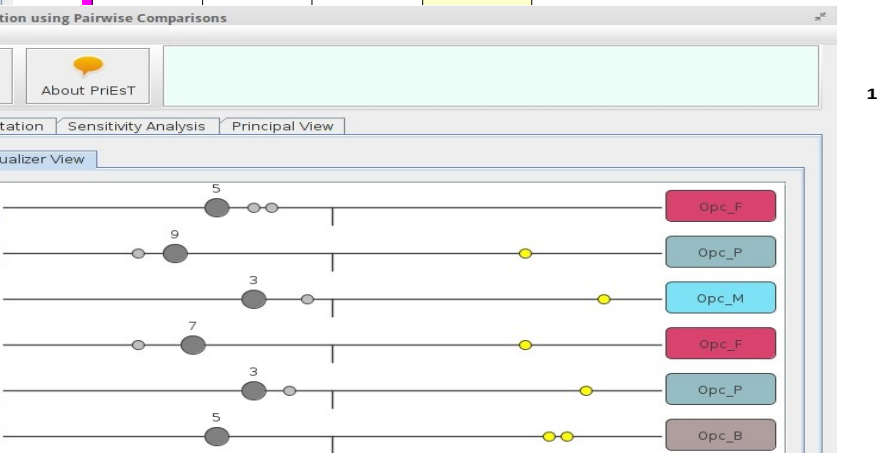 tion using Pairwise Comparisons
About PriEsT
1
tation Sensitivity Analysis Principal View
ualizer View
5
Opc_F
9
Opc_P
3
Opc_M
7
Opc_F
3
Opc_P
5
Opc_B